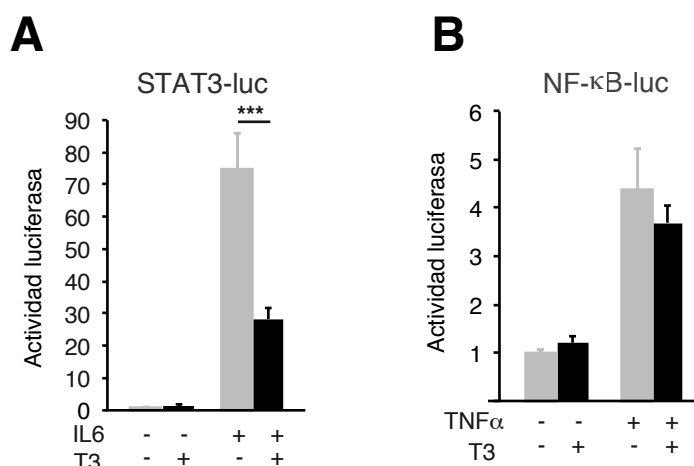 A
STAT3-luc
***
Actividad luciferasa
90
80
70
60
50
40
30
20
10
0
IL6 - - + +
T3 - + - +
B
NF-κB-luc
Actividad luciferasa
6
5
4
3
2
1
TNFα - - + +
T3 - + - +